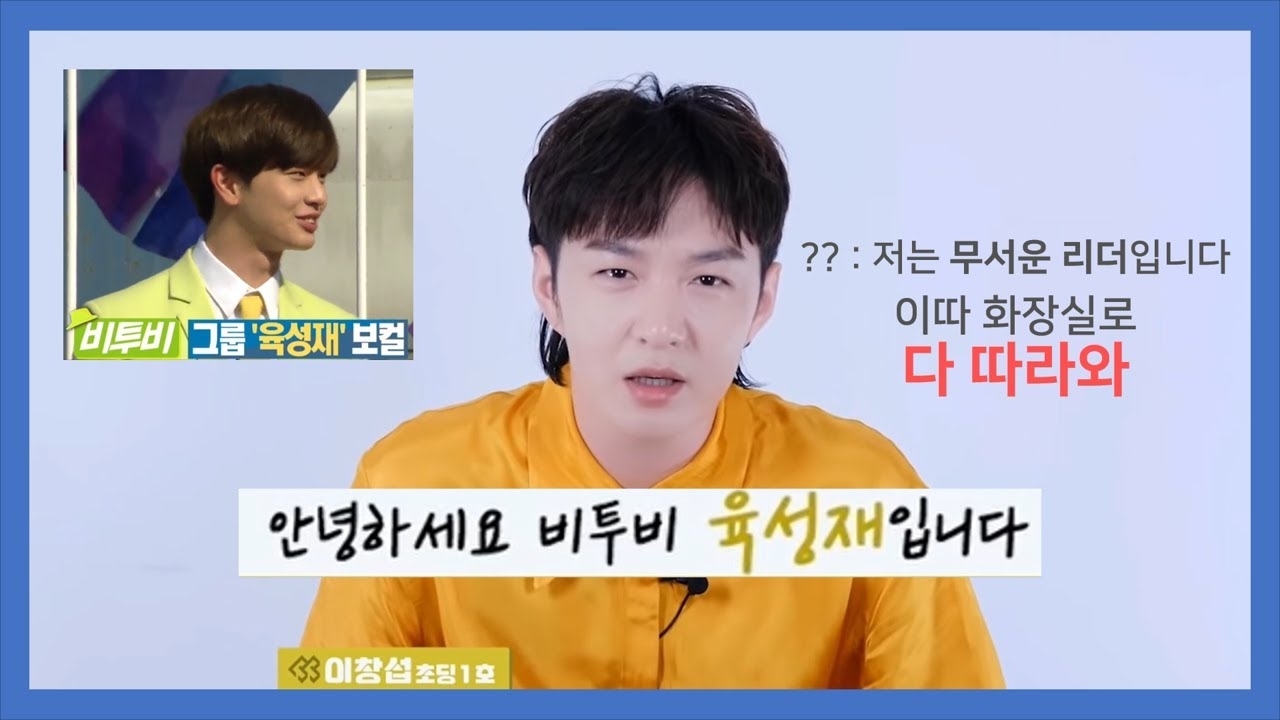 비투비 그룹 '육성재' 보컬
?? : 저는 무서운 리더입니다
이따 화장실로
다 따라와
안녕하세요 비투비 육성재입니다
이창섭 초딩1호